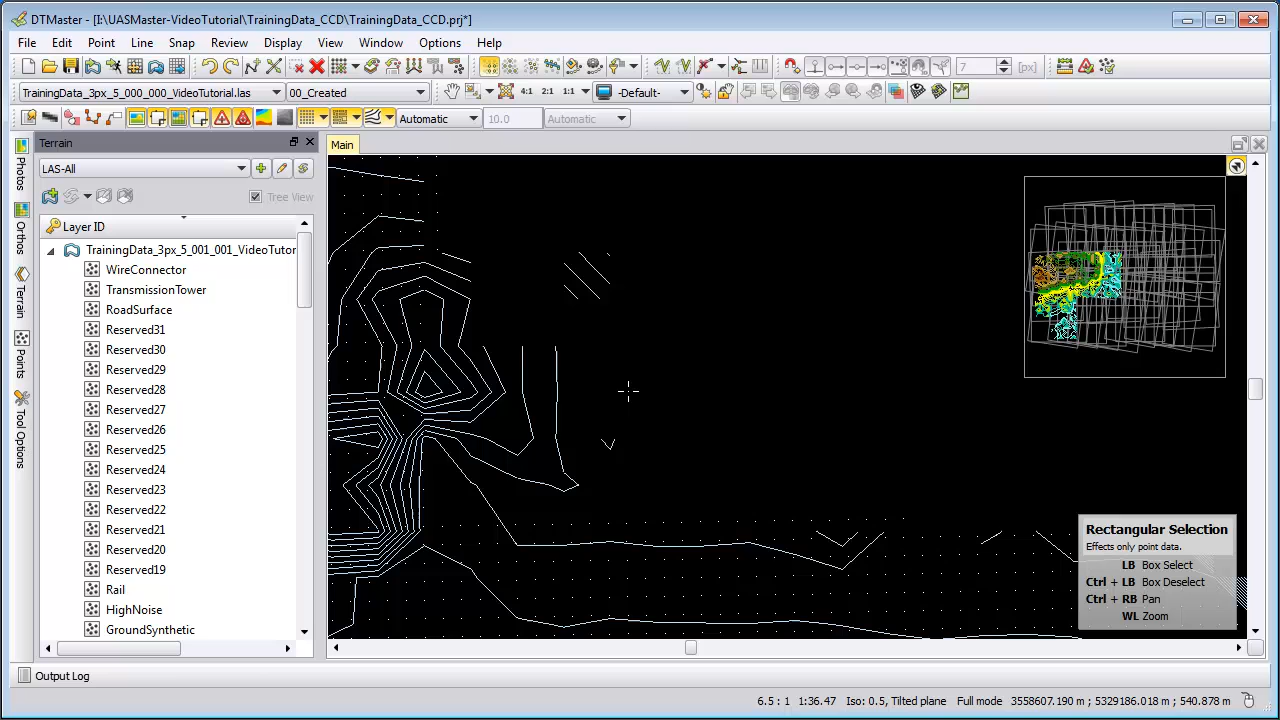 DTMaster - [I:\UASMaster-VideoTutorial\TrainingData_CCD\TrainingData_CCD.prj*]
File Edit Point Line Snap Review Display View Window Options Help
7 [px]
TrainingData_3px_5_000_000_VideoTutorial.las 00_Created 4:1 2:1 1:1 -Default-
Automatic 10.0 Automatic
Terrain
Main
Photos
Orthos
Terrain
Points
Tool Options
LAS-All
Tree View
Layer ID
TrainingData_3px_5_001_001_VideoTutor
WireConnector
TransmissionTower
RoadSurface
Reserved31
Reserved30
Reserved29
Reserved28
Reserved27
Reserved26
Reserved25
Reserved24
Reserved23
Reserved22
Reserved21
Reserved20
Reserved19
Rail
HighNoise
GroundSynthetic
Rectangular Selection
Effects only point data.
LB Box Select
Ctrl + LB Box Deselect
Ctrl + RB Pan
WL Zoom
Output Log
6.5 : 1 1:36.47 Iso: 0.5, Tilted plane Full mode 3558607.190 m ; 5329186.018 m ; 540.878 m